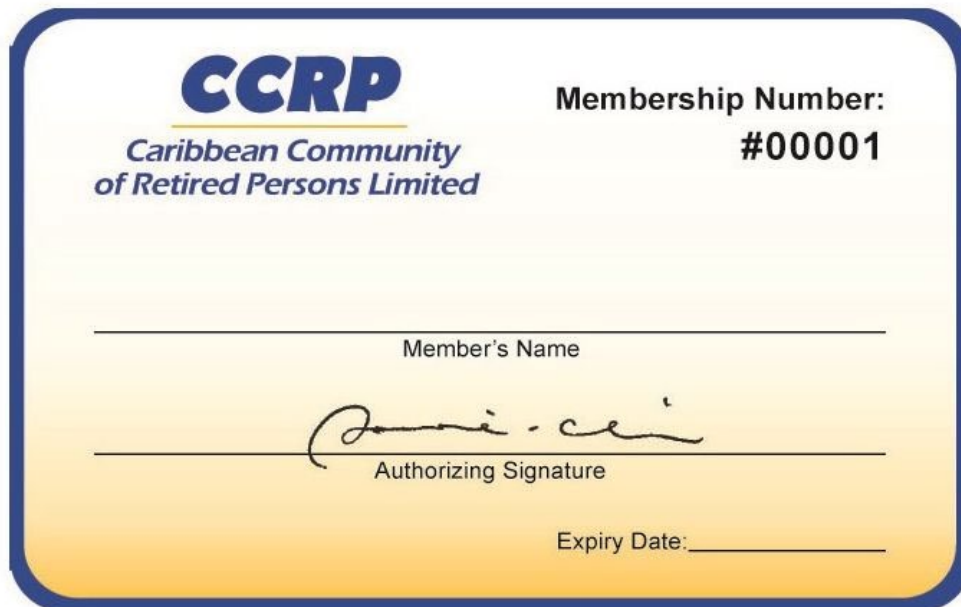 CCRP
Caribbean Community
of Retired Persons Limited
Membership Number:
#00001
Member's Name
Authorizing Signature
Expiry Date: